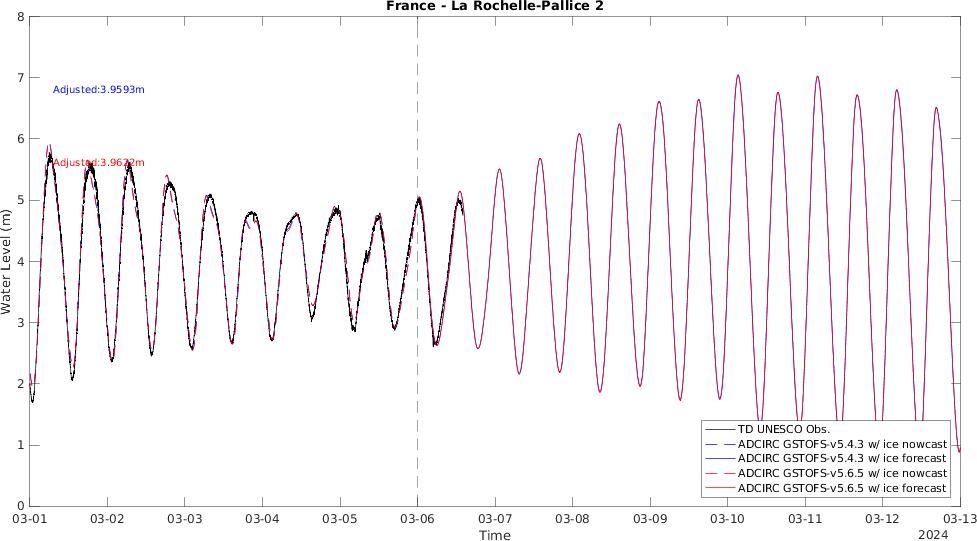 France - La Rochelle-Pallice 2
8
7
6
5
4
3
2
1
0
Water Level (m)
Adjusted:3.9593m
Adjusted:3.9622m
TD UNESCO Obs.
ADCIRC GSTOFS-v5.4.3 w/ ice nowcast
ADCIRC GSTOFS-v5.4.3 w/ ice forecast
ADCIRC GSTOFS-v5.6.5 w/ ice nowcast
ADCIRC GSTOFS-v5.6.5 w/ ice forecast
03-01 03-02 03-03 03-04 03-05 03-06 03-07 03-08 03-09 03-10 03-11 03-12 03-13
Time
2024